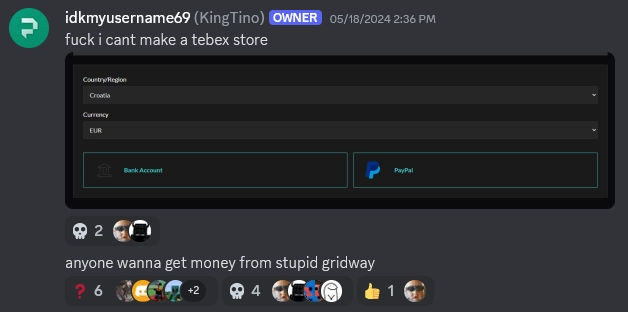 idkmyusername69 (KingTino) OWNER 05/18/2024 2:36 PM
fuck i cant make a tebex store
Country/Region
Croatia
Currency
EUR
Bank Account PayPal
2
anyone wanna get money from stupid gridway
6 +2 4 1